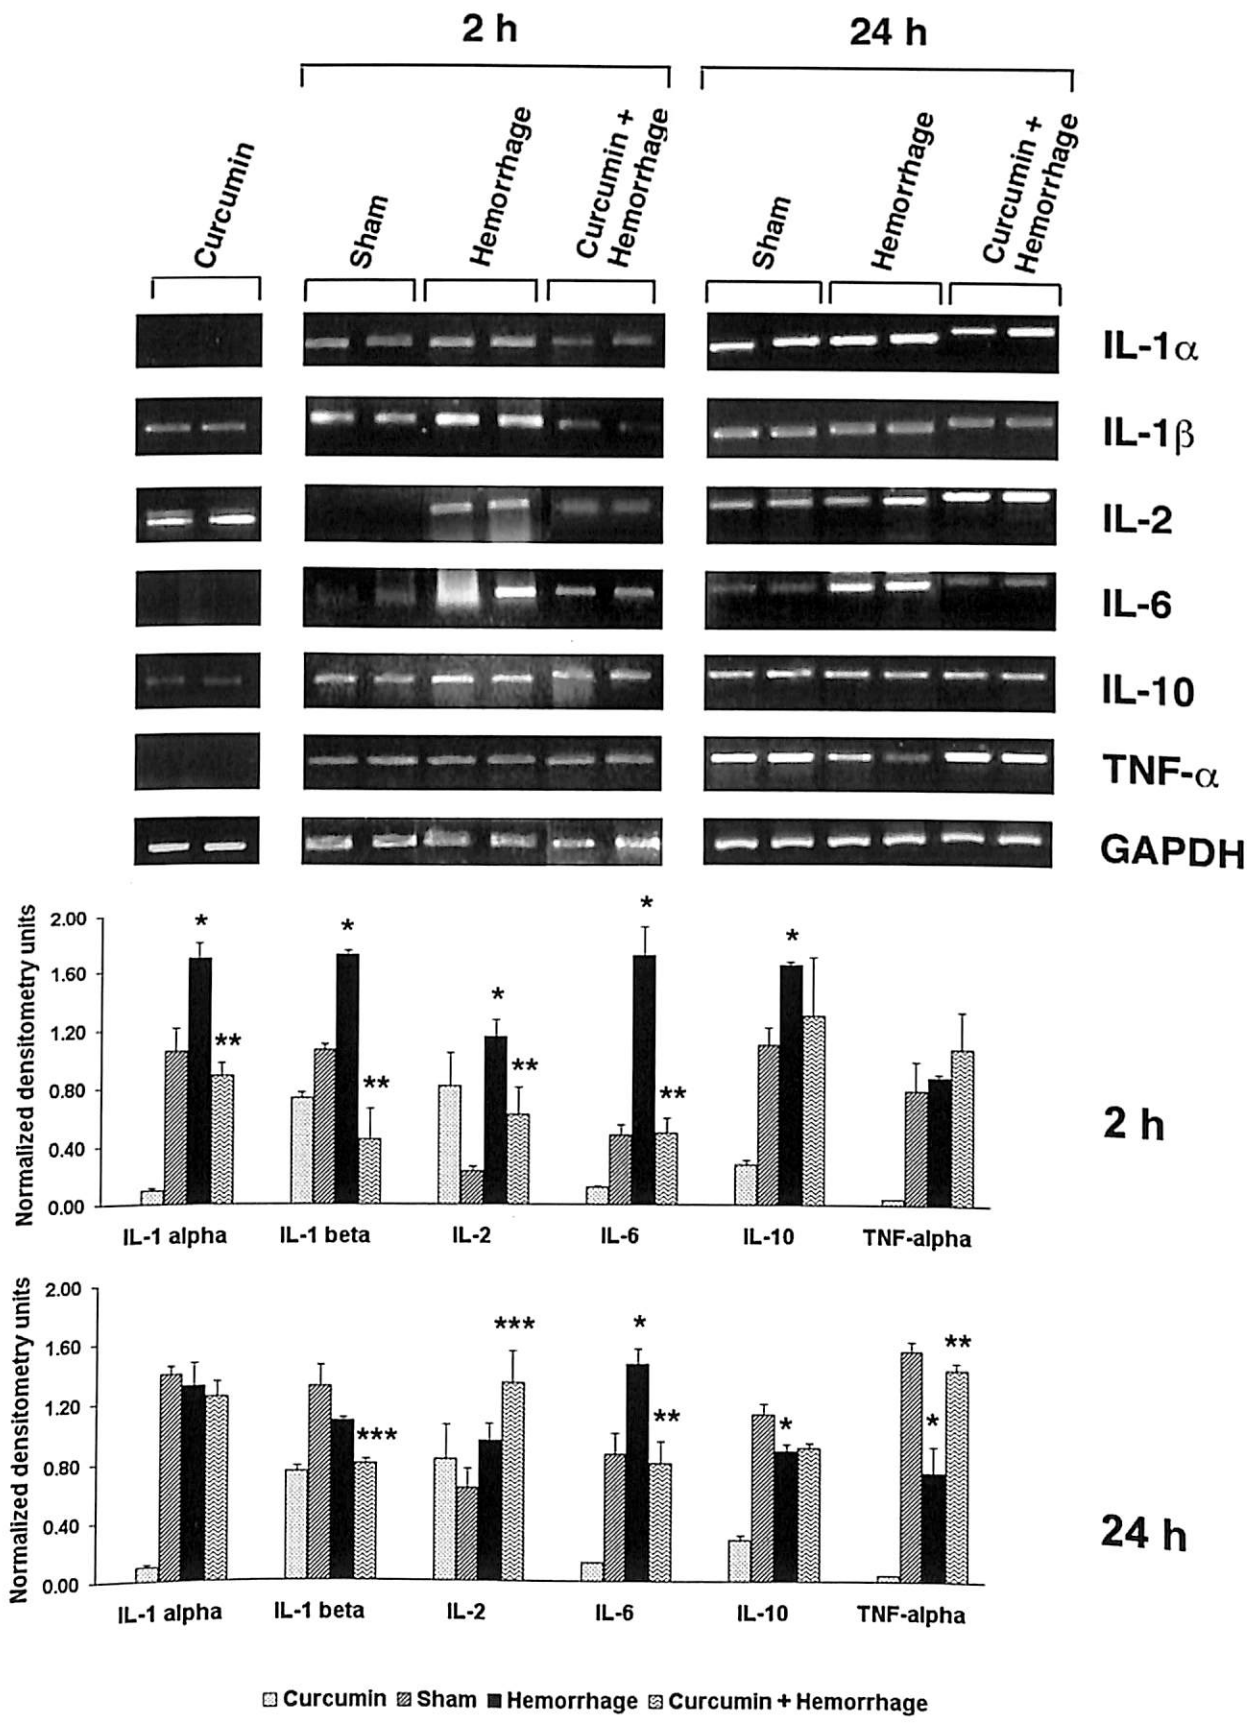 2 h
24 h
Curcumin
Sham
Hemorrhage
Curcumin +
Hemorrhage
Sham
Hemorrhage
Curcumin +
Hemorrhage
IL-1α
IL-1β
IL-2
IL-6
IL-10
TNF-α
GAPDH
Normalized densitometry units
2.00
1.60
1.20
0.80
0.40
0.00
*
**
*
**
*
**
*
**
*
IL-1 alpha
IL-1 beta
IL-2
IL-6
IL-10
TNF-alpha
2 h
Normalized densitometry units
2.00
1.60
1.20
0.80
0.40
0.00
***
***
*
**
*
*
**
IL-1 alpha
IL-1 beta
IL-2
IL-6
IL-10
TNF-alpha
24 h
Curcumin Sham Hemorrhage Curcumin + Hemorrhage